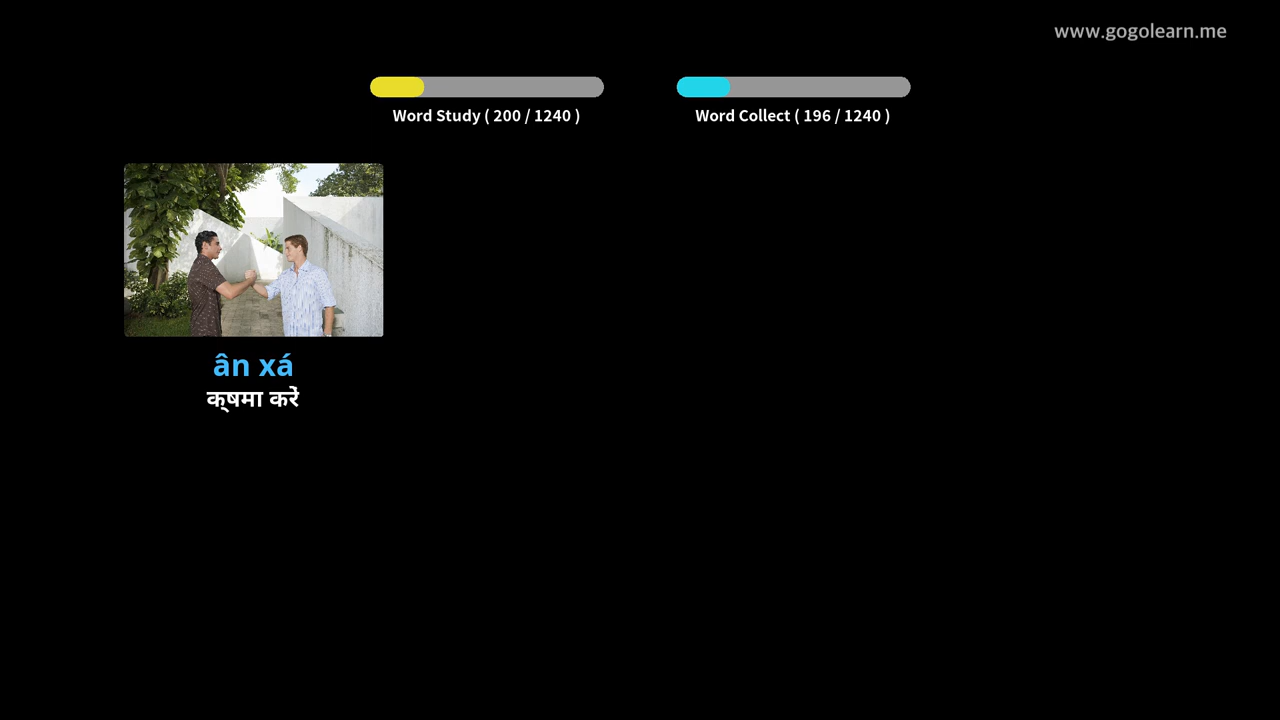 www.gogolearn.me
Word Study ( 200 / 1240 )
Word Collect ( 196 / 1240 )
ân xá
क्षमा करें